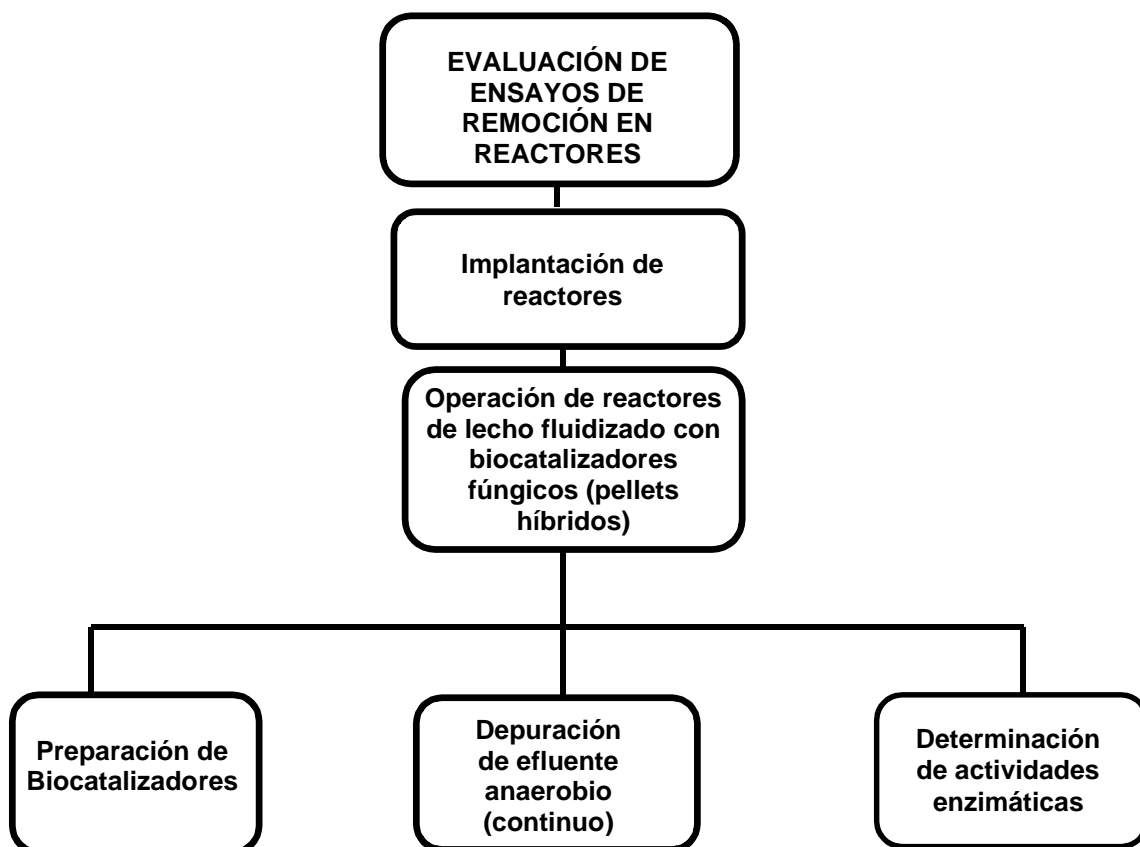 EVALUACIÓN DE
ENSAYOS DE
REMOCIÓN EN
REACTORES
Implantación de
reactores
Operación de reactores
de lecho fluidizado con
biocatalizadores
fúngicos (pellets
híbridos)
Preparación de
Biocatalizadores
Depuración
de efluente
anaerobio
(continuo)
Determinación
de actividades
enzimáticas